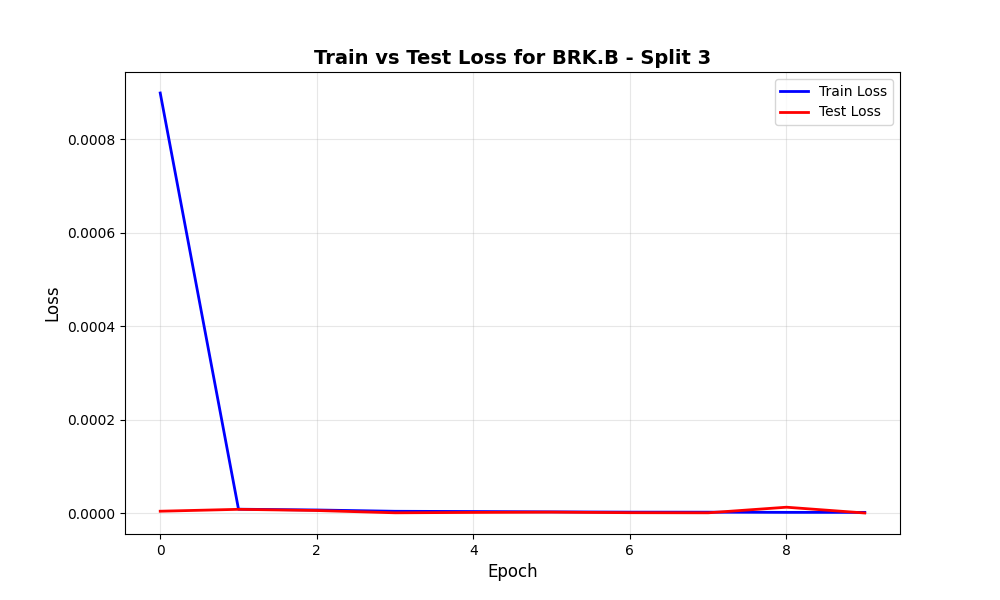 Train vs Test Loss for BRK.B - Split 3
Train Loss
Test Loss
Loss
0.0008
0.0006
0.0004
0.0002
0.0000
0 2 4 6 8
Epoch